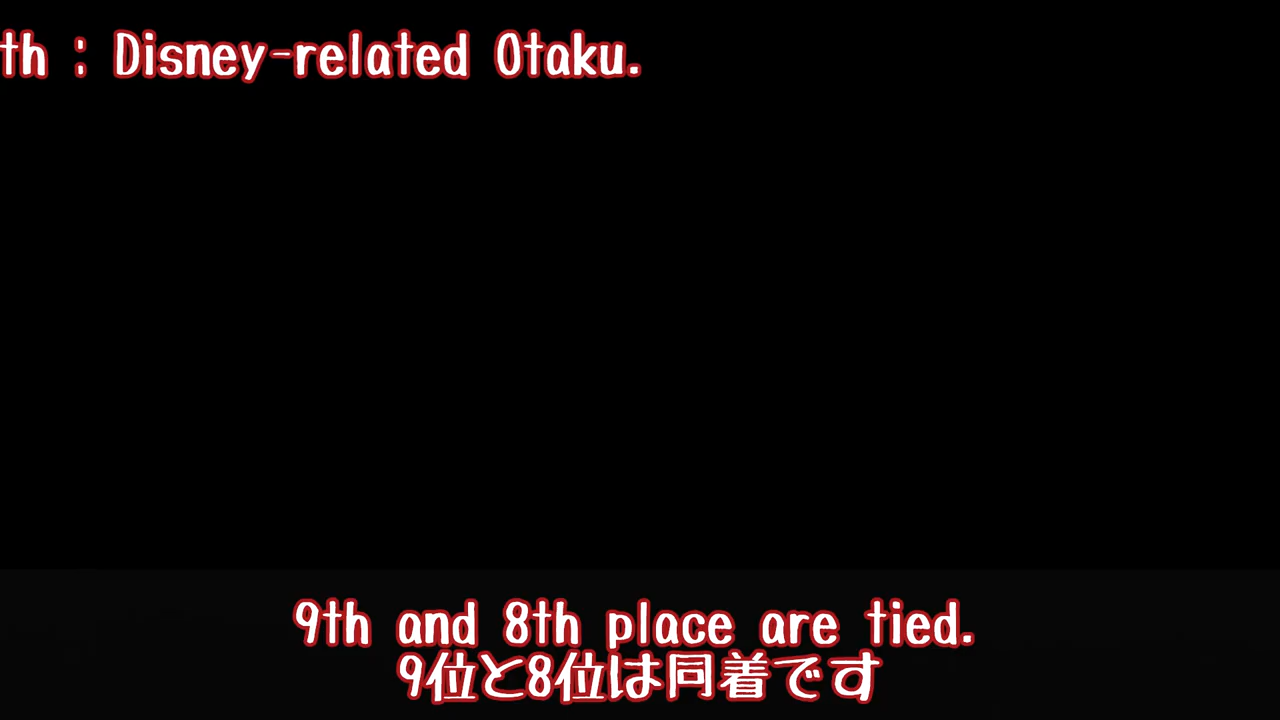 th : Disney-related Otaku.
9th and 8th place are tied.
9位と8位は同着です